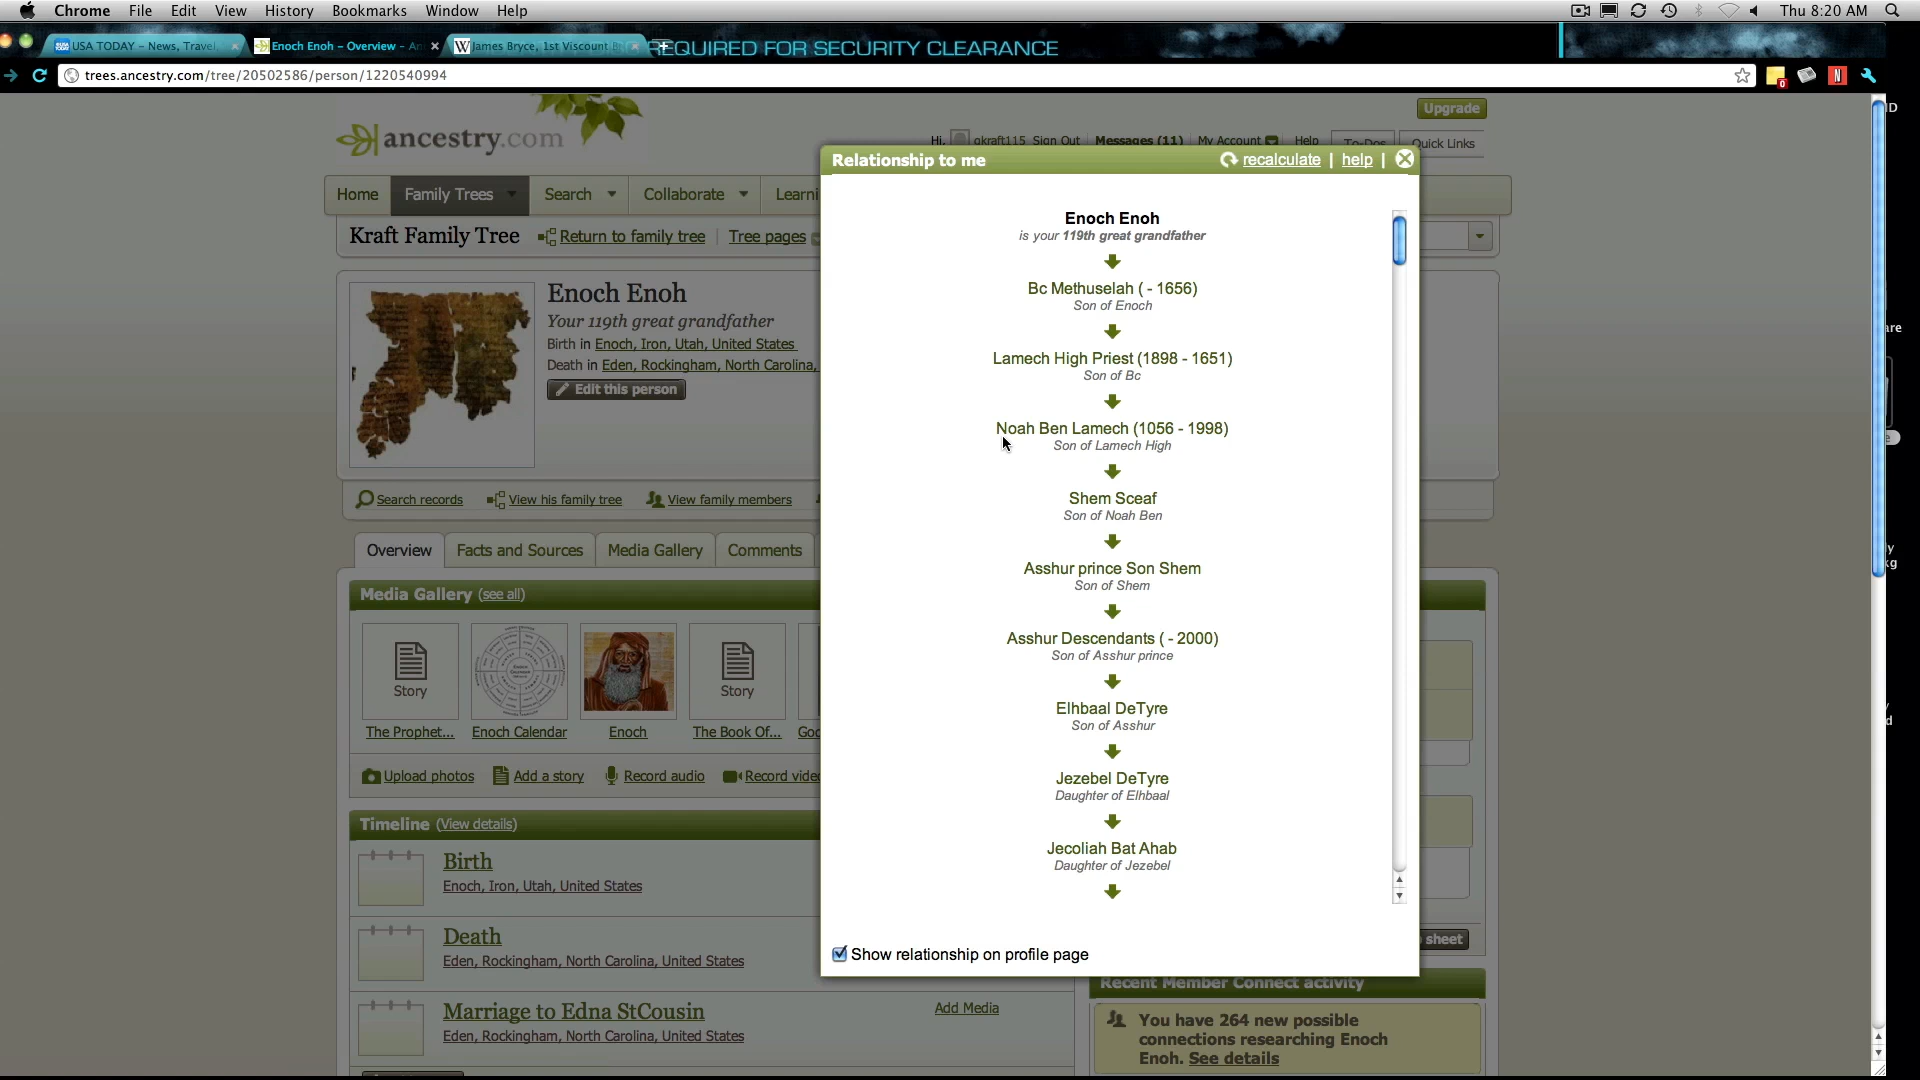 Chrome File Edit View History Bookmarks Window Help Thu 8:20 AM
USA TODAY – News, Travel Enoch Enoh – Overview – An James Bryce, 1st Viscount B REQUIRED FOR SECURITY CLEARANCE
trees.ancestry.com/tree/20502586/person/1220540994
Upgrade
ancestry.com
Hi, gkraft115 Sign Out Messages (11) My Account Help To-Dos Quick Links
Home Family Trees Search Collaborate Learni
Kraft Family Tree Return to family tree Tree pages
Enoch Enoh
Your 119th great grandfather
Birth in Enoch, Iron, Utah, United States
Death in Eden, Rockingham, North Carolina,
Edit this person
Search records View his family tree View family members
Overview Facts and Sources Media Gallery Comments
Media Gallery (see all)
Story Story
The Prophet... Enoch Calendar Enoch The Book Of... Goo
Upload photos Add a story Record audio Record video
Timeline (View details)
Birth
Enoch, Iron, Utah, United States
Death
Eden, Rockingham, North Carolina, United States
Marriage to Edna StCousin
Add Media
Eden, Rockingham, North Carolina, United States
Relationship to me recalculate | help |
Enoch Enoh
is your 119th great grandfather
Bc Methuselah ( - 1656)
Son of Enoch
Lamech High Priest (1898 - 1651)
Son of Bc
Noah Ben Lamech (1056 - 1998)
Son of Lamech High
Shem Sceaf
Son of Noah Ben
Asshur prince Son Shem
Son of Shem
Asshur Descendants ( - 2000)
Son of Asshur prince
Elhbaal DeTyre
Son of Asshur
Jezebel DeTyre
Daughter of Elhbaal
Jecoliah Bat Ahab
Daughter of Jezebel
Show relationship on profile page
sheet
Recent Member Connect activity
You have 264 new possible
connections researching Enoch
Enoh. See details